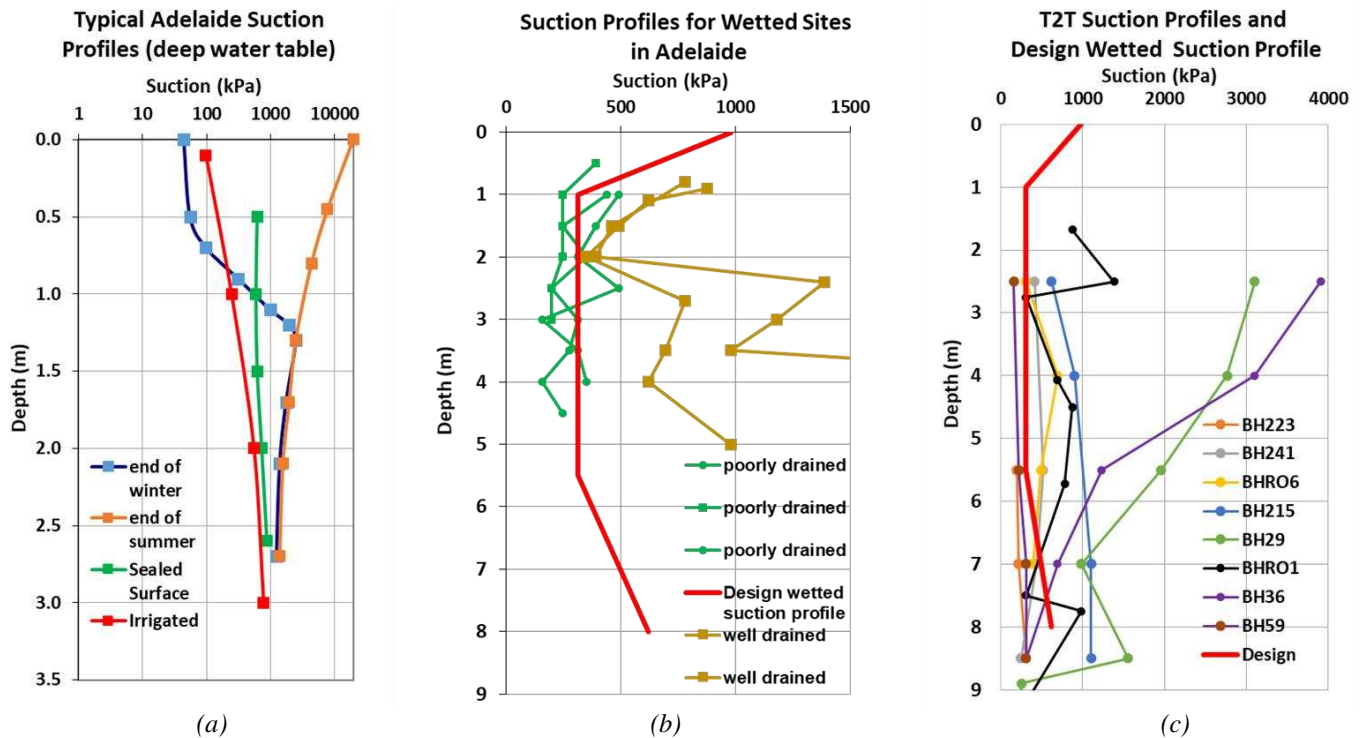 Typical Adelaide Suction
Profiles (deep water table)
Suction (kPa)
1 10 100 1000 10000
0.0
0.5
1.0
1.5
2.0
2.5
3.0
3.5
Depth (m)
end of
winter
end of
summer
Sealed
Surface
Irrigated
(a)
Suction Profiles for Wetted Sites
in Adelaide
Suction (kPa)
0 500 1000 1500
0
1
2
3
4
5
6
7
8
9
Depth (m)
poorly drained
poorly drained
poorly drained
Design wetted
suction profile
well drained
well drained
(b)
T2T Suction Profiles and
Design Wetted Suction Profile
Suction (kPa)
0 1000 2000 3000 4000
0
1
2
3
4
5
6
7
8
9
Depth (m)
BH223
BH241
BHRO6
BH215
BH29
BHRO1
BH36
BH59
Design
(c)